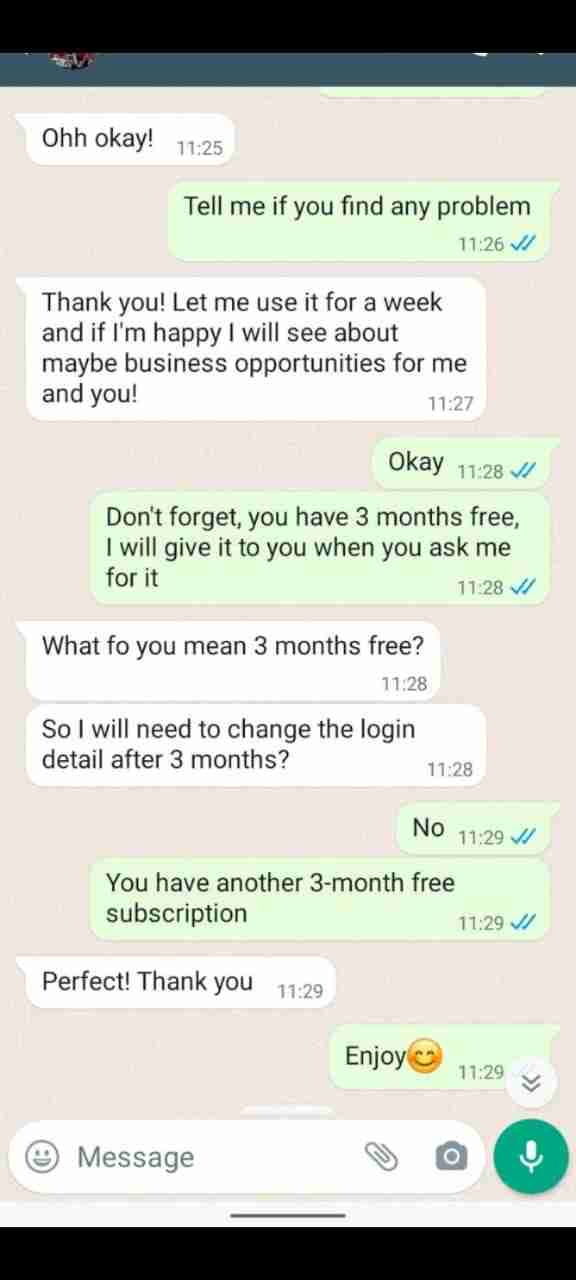 Ohh okay! 11:25
Tell me if you find any problem
11:26
Thank you! Let me use it for a week
and if I'm happy I will see about
maybe business opportunities for me
and you! 11:27
Okay 11:28
Don't forget, you have 3 months free,
I will give it to you when you ask me
for it 11:28
What fo you mean 3 months free?
11:28
So I will need to change the login
detail after 3 months? 11:28
No 11:29
You have another 3-month free
subscription 11:29
Perfect! Thank you 11:29
Enjoy😊 11:29
Message